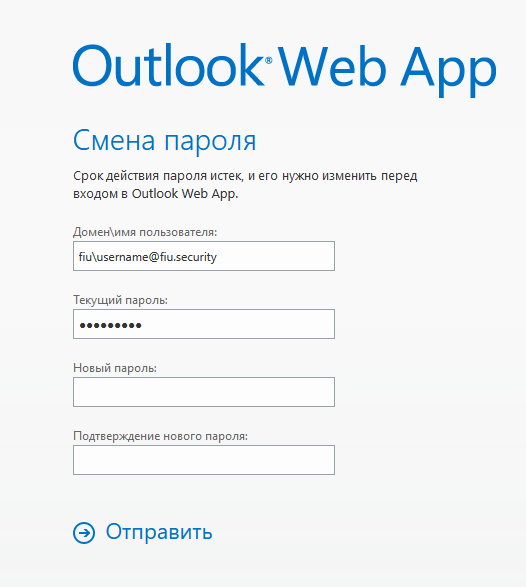 Outlook® Web App
Смена пароля
Срок действия пароля истек, и его нужно изменить перед
входом в Outlook Web App.
Домен\имя пользователя:
fiu\username@fiu.security
Текущий пароль:
•••••••••
Новый пароль:
Подтверждение нового пароля:
Отправить